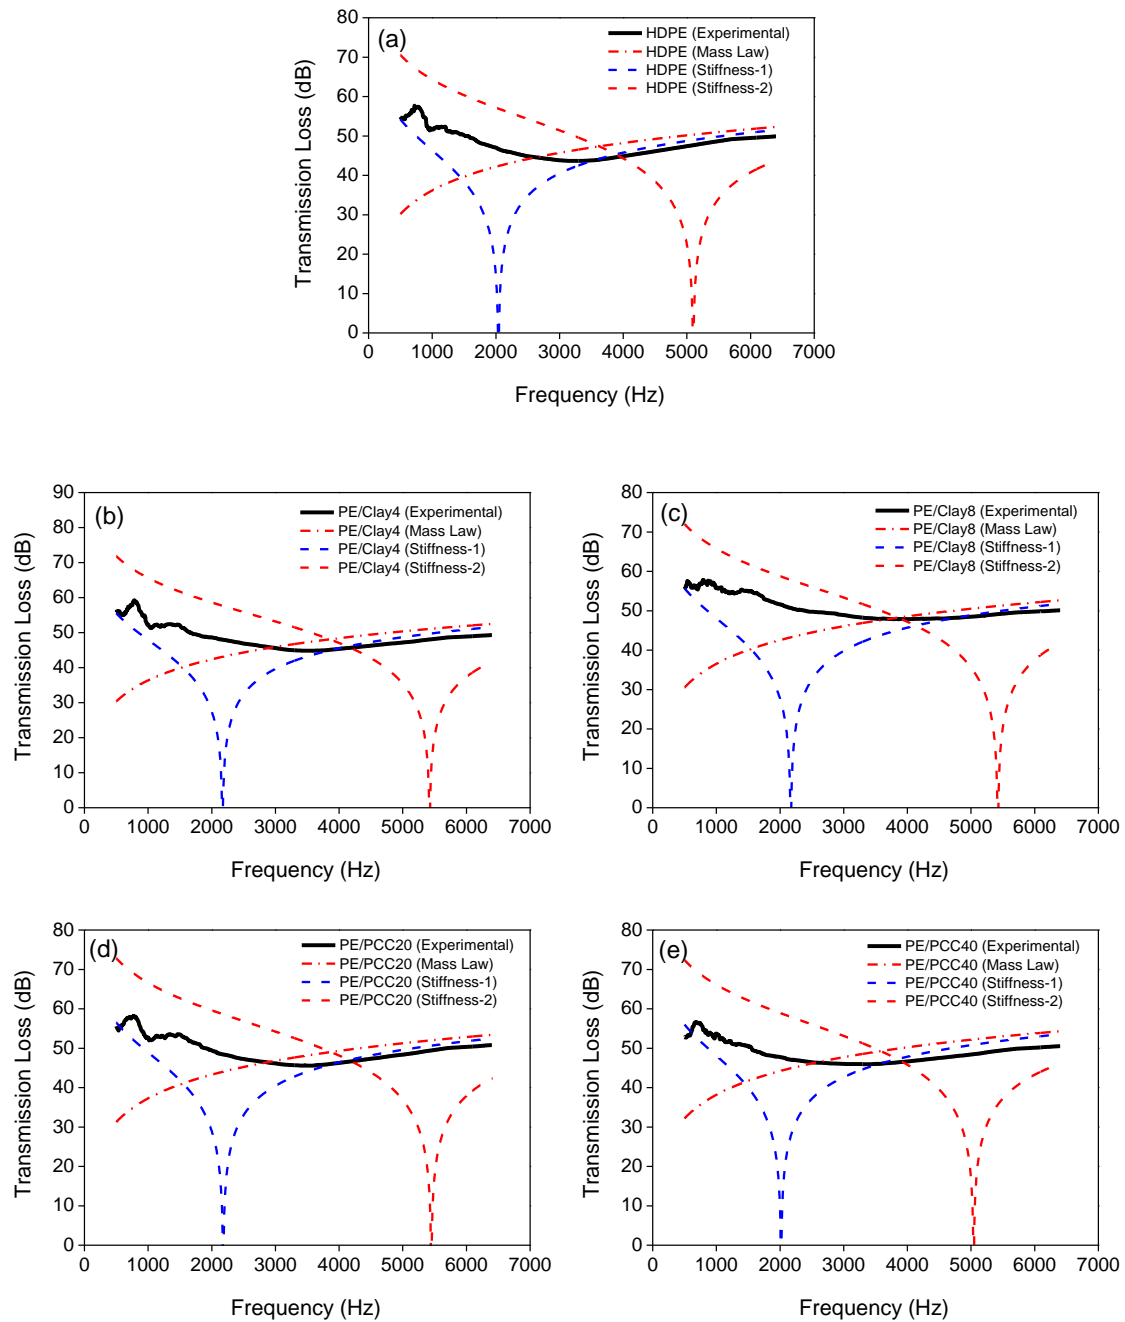 (a)
HDPE (Experimental)
HDPE (Mass Law)
HDPE (Stiffness-1)
HDPE (Stiffness-2)
Transmission Loss (dB)
80
70
60
50
40
30
20
10
0
0 1000 2000 3000 4000 5000 6000 7000
Frequency (Hz)
(b)
PE/Clay4 (Experimental)
PE/Clay4 (Mass Law)
PE/Clay4 (Stiffness-1)
PE/Clay4 (Stiffness-2)
Transmission Loss (dB)
90
80
70
60
50
40
30
20
10
0
0 1000 2000 3000 4000 5000 6000 7000
Frequency (Hz)
(c)
PE/Clay8 (Experimental)
PE/Clay8 (Mass Law)
PE/Clay8 (Stiffness-1)
PE/Clay8 (Stiffness-2)
Transmission Loss (dB)
80
70
60
50
40
30
20
10
0
0 1000 2000 3000 4000 5000 6000 7000
Frequency (Hz)
(d)
PE/PCC20 (Experimental)
PE/PCC20 (Mass Law)
PE/PCC20 (Stiffness-1)
PE/PCC20 (Stiffness-2)
Transmission Loss (dB)
80
70
60
50
40
30
20
10
0
0 1000 2000 3000 4000 5000 6000 7000
Frequency (Hz)
(e)
PE/PCC40 (Experimental)
PE/PCC40 (Mass Law)
PE/PCC40 (Stiffness-1)
PE/PCC40 (Stiffness-2)
Transmission Loss (dB)
80
70
60
50
40
30
20
10
0
0 1000 2000 3000 4000 5000 6000 7000
Frequency (Hz)